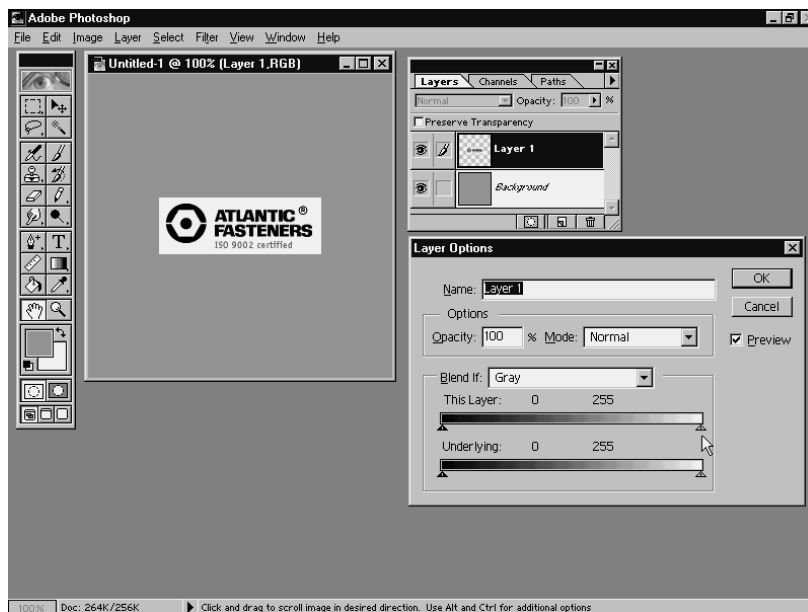 Adobe Photoshop
File Edit Image Layer Select Filter View Window Help
Untitled-1 @ 100% (Layer 1,RGB)
ATLANTIC ®
FASTENERS
ISO 9002 certified
T
Layers Channels Paths
Normal Opacity: 100 %
Preserve Transparency
Layer 1
Background
Layer Options
Name: Layer 1
OK
Cancel
Preview
Options
Opacity: 100 % Mode: Normal
Blend If: Gray
This Layer: 0 255
Underlying: 0 255
100% Doc: 264K/256K Click and drag to scroll image in desired direction. Use Alt and Ctrl for additional options